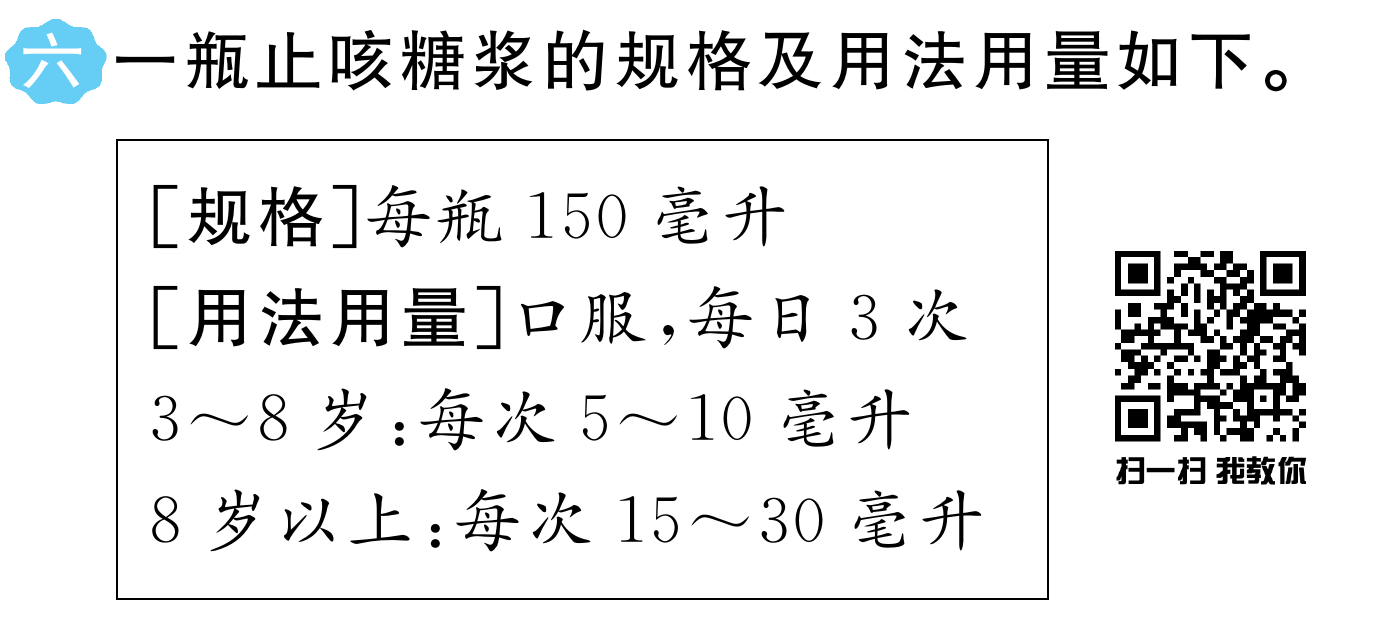 六 一瓶止咳糖浆的规格及用法用量如下。
[规格]每瓶 150 毫升
[用法用量]口服,每日 3 次
3～8 岁:每次 5～10 毫升
8 岁以上:每次 15～30 毫升
扫一扫 我教你